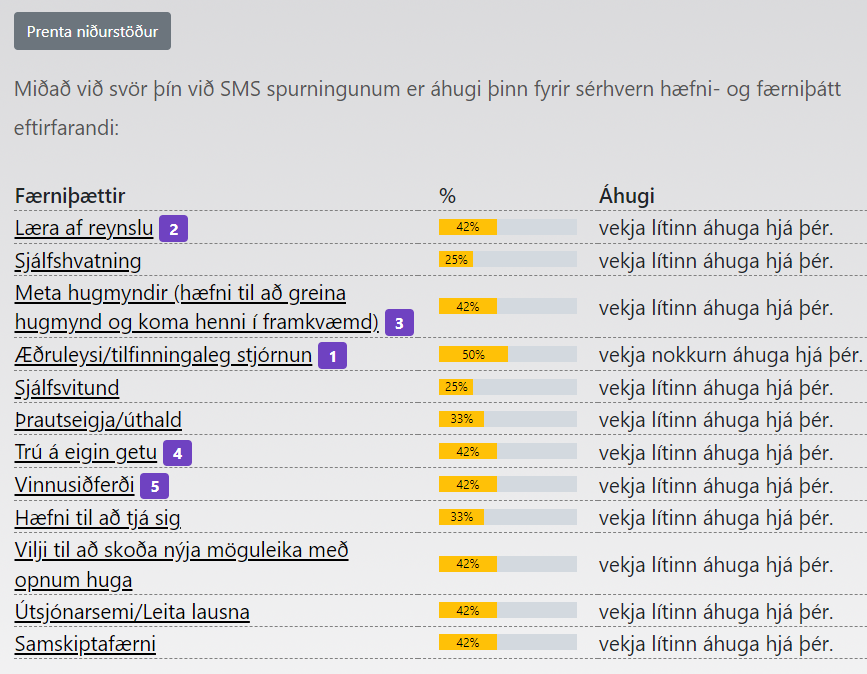 Prenta niðurstöður
Miðað við svör þín við SMS spurningunum er áhugi þinn fyrir sérhvern hæfni- og færniþátt
eftirfarandi:
Færniþættir % Áhugi
Læra af reynslu 2 42% vekja lítinn áhuga hjá þér.
Sjálfshvatning 25% vekja lítinn áhuga hjá þér.
Meta hugmyndir (hæfni til að greina
hugmynd og koma henni í framkvæmd) 3 42% vekja lítinn áhuga hjá þér.
Æðruleysi/tilfinningaleg stjórnun 1 50% vekja nokkurn áhuga hjá þér.
Sjálfsvitund 25% vekja lítinn áhuga hjá þér.
Þrautseigja/úthald 33% vekja lítinn áhuga hjá þér.
Trú á eigin getu 4 42% vekja lítinn áhuga hjá þér.
Vinnusiðferði 5 42% vekja lítinn áhuga hjá þér.
Hæfni til að tjá sig 33% vekja lítinn áhuga hjá þér.
Vilji til að skoða nýja möguleika með
opnum huga 42% vekja lítinn áhuga hjá þér.
Útsjónarsemi/Leita lausna 42% vekja lítinn áhuga hjá þér.
Samskiptafærni 42% vekja lítinn áhuga hjá þér.